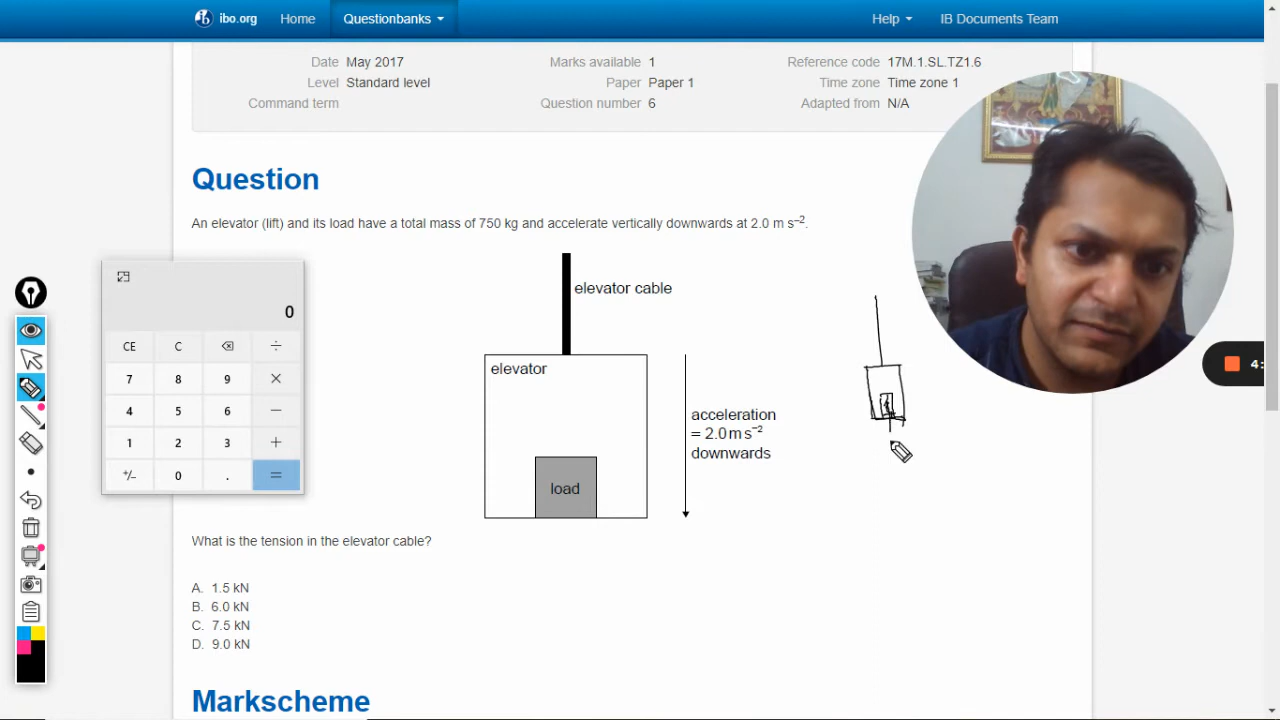 ibo.org Home Questionbanks Help IB Documents Team
Date May 2017 Marks available 1 Reference code 17M.1.SL.TZ1.6
Level Standard level Paper Paper 1 Time zone Time zone 1
Command term Question number 6 Adapted from N/A
Question
An elevator (lift) and its load have a total mass of 750 kg and accelerate vertically downwards at 2.0 m s⁻².
elevator cable
elevator
acceleration
= 2.0 m s⁻²
downwards
load
0
CE C ⌫ ÷
7 8 9 ×
4 5 6 −
1 2 3 +
+/− 0 . =
4:
What is the tension in the elevator cable?
A. 1.5 kN
B. 6.0 kN
C. 7.5 kN
D. 9.0 kN
Markscheme